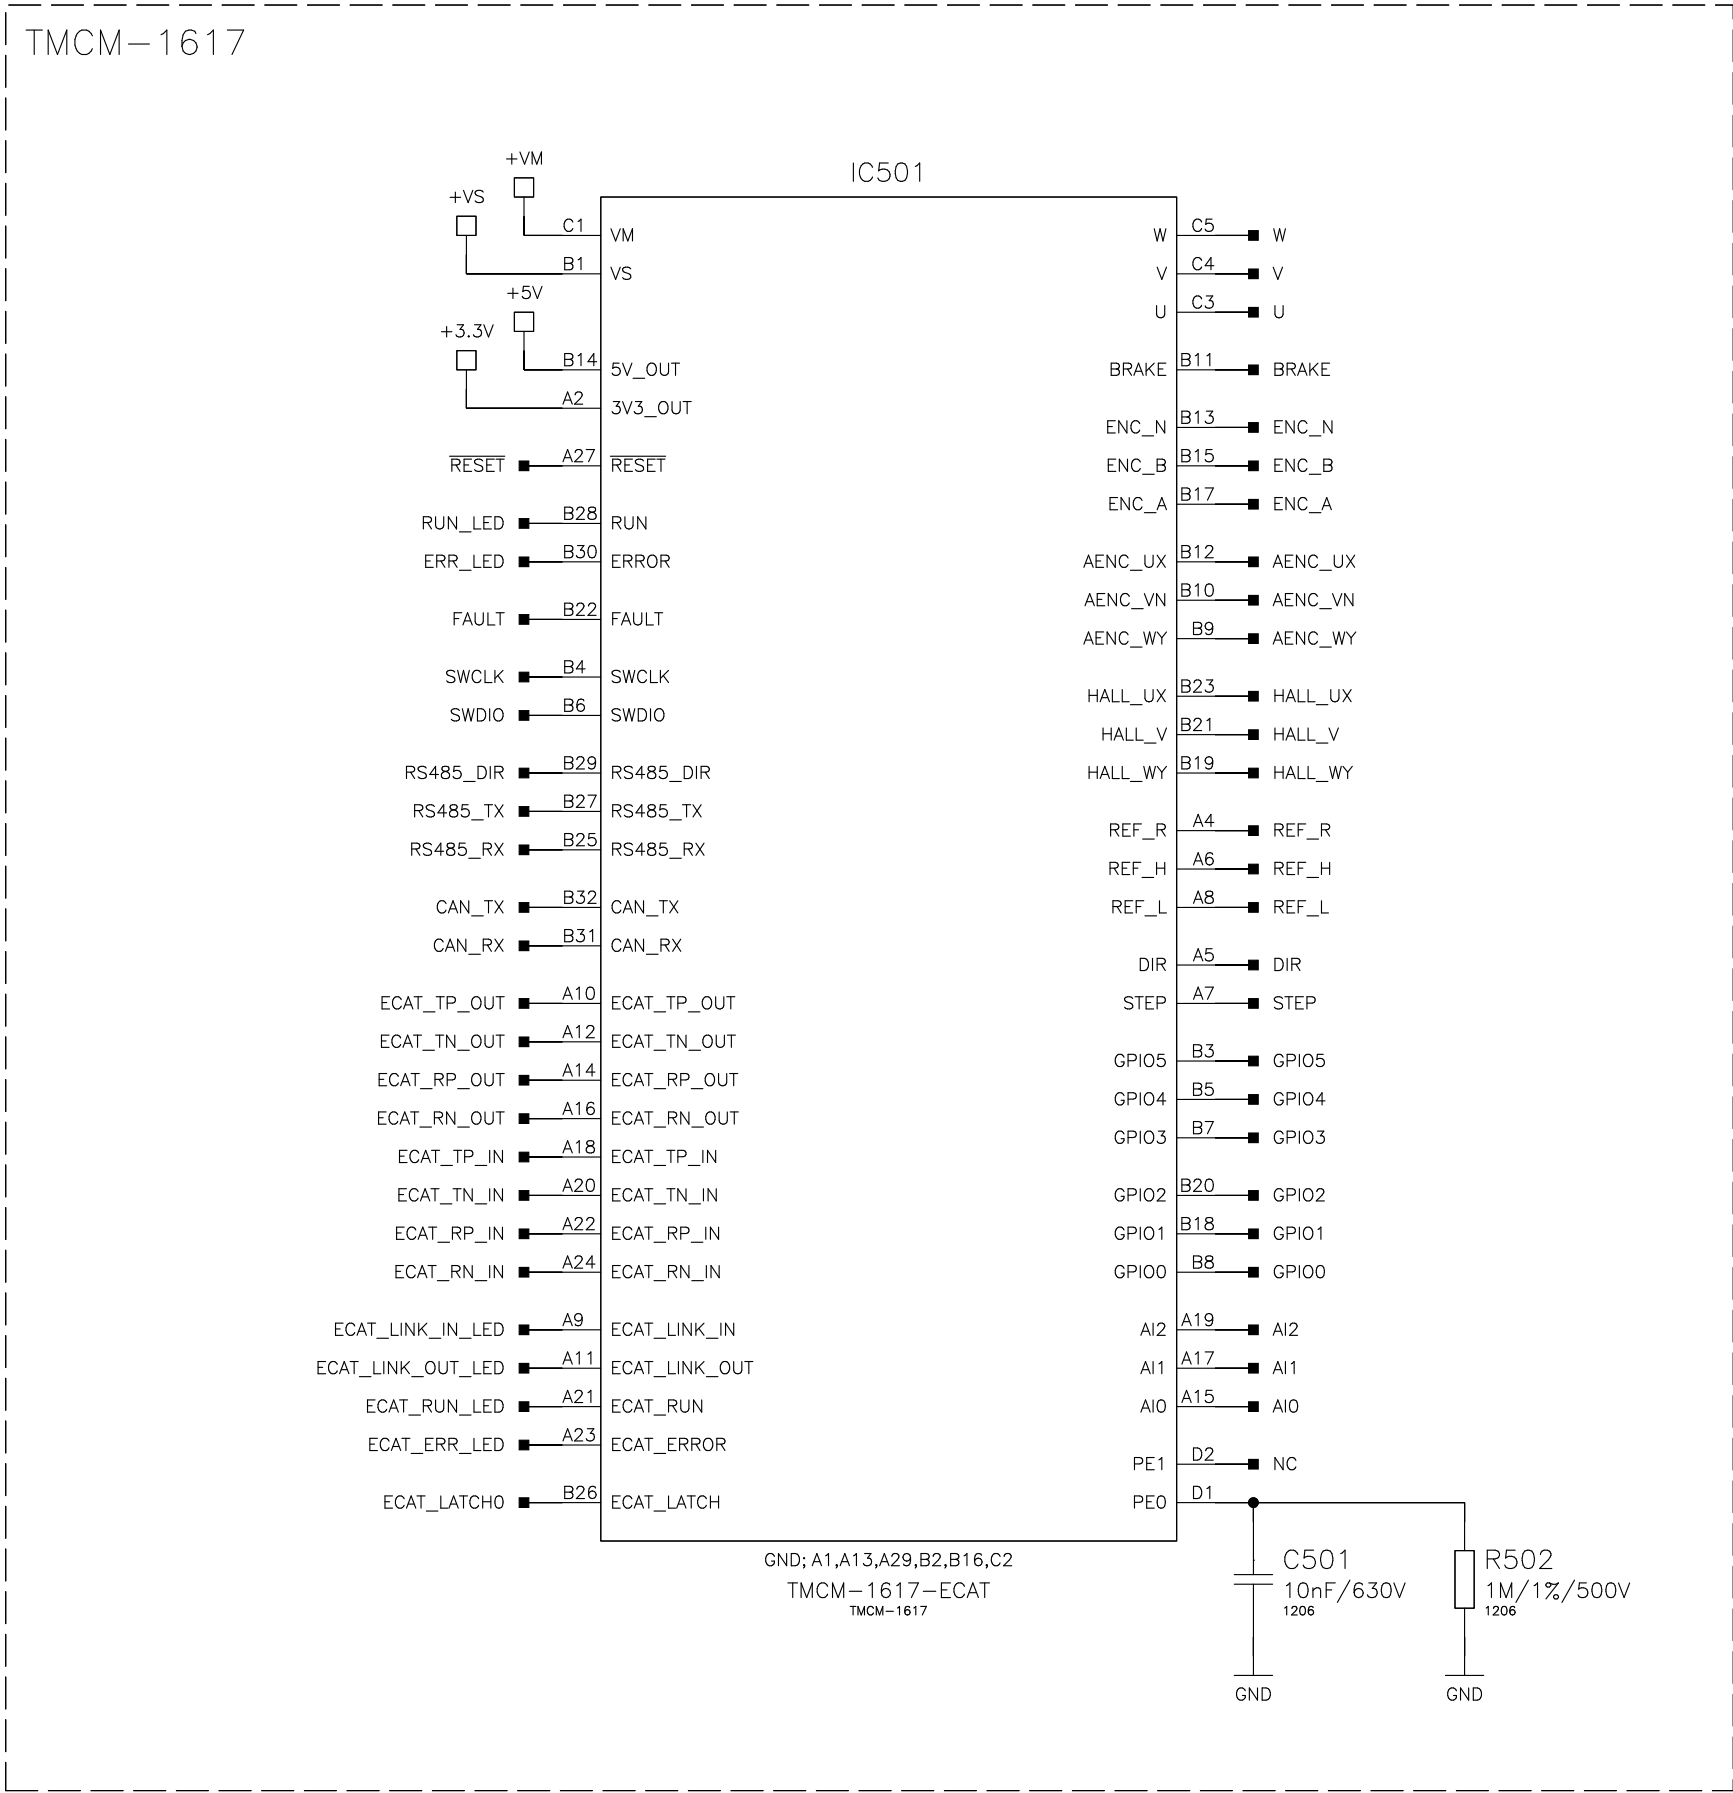 TMCM-1617
IC501
+VM
+VS
C1 VM
B1 VS
+5V
+3.3V
B14 5V_OUT
A2 3V3_OUT
RESET A27 RESET
RUN_LED B28 RUN
ERR_LED B30 ERROR
FAULT B22 FAULT
SWCLK B4 SWCLK
SWDIO B6 SWDIO
RS485_DIR B29 RS485_DIR
RS485_TX B27 RS485_TX
RS485_RX B25 RS485_RX
CAN_TX B32 CAN_TX
CAN_RX B31 CAN_RX
ECAT_TP_OUT A10 ECAT_TP_OUT
ECAT_TN_OUT A12 ECAT_TN_OUT
ECAT_RP_OUT A14 ECAT_RP_OUT
ECAT_RN_OUT A16 ECAT_RN_OUT
ECAT_TP_IN A18 ECAT_TP_IN
ECAT_TN_IN A20 ECAT_TN_IN
ECAT_RP_IN A22 ECAT_RP_IN
ECAT_RN_IN A24 ECAT_RN_IN
ECAT_LINK_IN_LED A9 ECAT_LINK_IN
ECAT_LINK_OUT_LED A11 ECAT_LINK_OUT
ECAT_RUN_LED A21 ECAT_RUN
ECAT_ERR_LED A23 ECAT_ERROR
ECAT_LATCH0 B26 ECAT_LATCH
W C5 W
V C4 V
U C3 U
BRAKE B11 BRAKE
ENC_N B13 ENC_N
ENC_B B15 ENC_B
ENC_A B17 ENC_A
AENC_UX B12 AENC_UX
AENC_VN B10 AENC_VN
AENC_WY B9 AENC_WY
HALL_UX B23 HALL_UX
HALL_V B21 HALL_V
HALL_WY B19 HALL_WY
REF_R A4 REF_R
REF_H A6 REF_H
REF_L A8 REF_L
DIR A5 DIR
STEP A7 STEP
GPIO5 B3 GPIO5
GPIO4 B5 GPIO4
GPIO3 B7 GPIO3
GPIO2 B20 GPIO2
GPIO1 B18 GPIO1
GPIO0 B8 GPIO0
AI2 A19 AI2
AI1 A17 AI1
AI0 A15 AI0
PE1 D2 NC
PE0 D1
GND; A1,A13,A29,B2,B16,C2
TMCM-1617-ECAT
TMCM-1617
C501
10nF/630V
1206
GND
R502
1M/1%/500V
1206
GND